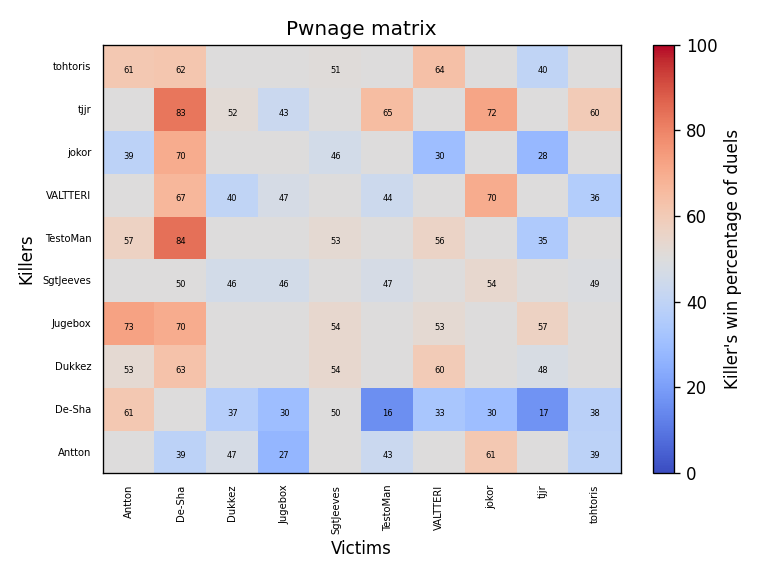 Pwnage matrix
Killers
tohtoris 61 62 51 64 40
tjjr 83 52 43 65 72 60
jokor 39 70 46 30 28
VALTTERI 67 40 47 44 70 36
TestoMan 57 84 53 56 35
SgtJeeves 50 46 46 47 54 49
Jugebox 73 70 54 53 57
Dukkez 53 63 54 60 48
De-Sha 61 37 30 50 16 33 30 17 38
Antton 39 47 27 43 61 39
Antton De-Sha Dukkez Jugebox SgtJeeves TestoMan VALTTERI jokor tjjr tohtoris
Victims
100
80
60
40
20
0
Killer's win percentage of duels